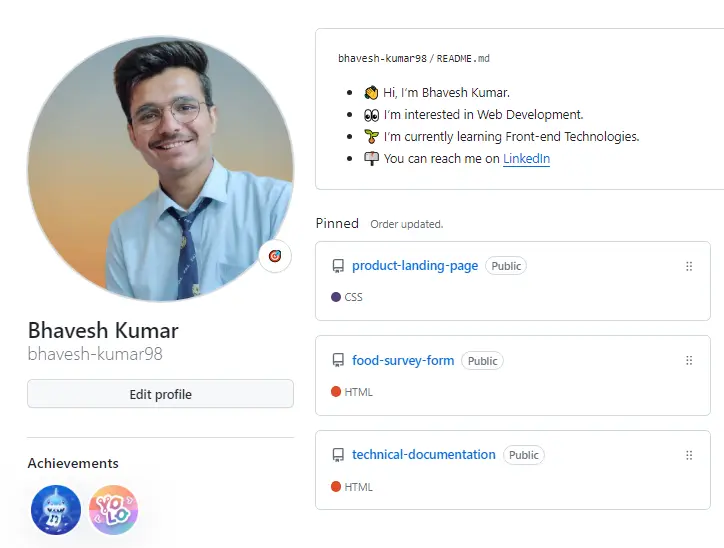 bhavesh-kumar98 / README.md
👏 Hi, I’m Bhavesh Kumar.
👀 I’m interested in Web Development.
🌱 I’m currently learning Front-end Technologies.
📫 You can reach me on LinkedIn
Pinned Order updated.
product-landing-page Public
CSS
food-survey-form Public
HTML
technical-documentation Public
HTML
Bhavesh Kumar
bhavesh-kumar98
Edit profile
Achievements
YOLO